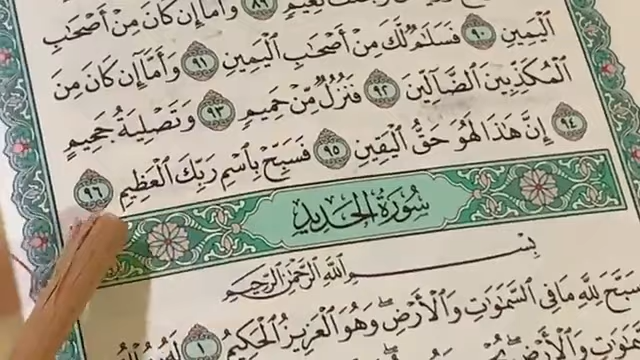 وَأَمَّا إِن كَانَ مِنْ أَصْحَٰبِ
ٱلْيَمِينِ ٩٠ فَسَلَٰمٌ لَّكَ مِنْ أَصْحَٰبِ ٱلْيَمِينِ ٩١ وَأَمَّا إِن كَانَ مِنَ
ٱلْمُكَذِّبِينَ ٱلضَّآلِّينَ ٩٢ فَنُزُلٌ مِّنْ حَمِيمٍ ٩٣ وَتَصْلِيَةُ جَحِيمٍ
٩٤ إِنَّ هَٰذَا لَهُوَ حَقُّ ٱلْيَقِينِ ٩٥ فَسَبِّحْ بِٱسْمِ رَبِّكَ ٱلْعَظِيمِ ٩٦
سُورَةُ الحَدِيدِ
بِسْمِ ٱللَّهِ ٱلرَّحْمَٰنِ ٱلرَّحِيمِ
سَبَّحَ لِلَّهِ مَا فِى ٱلسَّمَٰوَٰتِ وَٱلْأَرْضِ وَهُوَ ٱلْعَزِيزُ ٱلْحَكِيمُ ١ لَهُۥ مُلْكُ
وَٱلْأَرْضِ